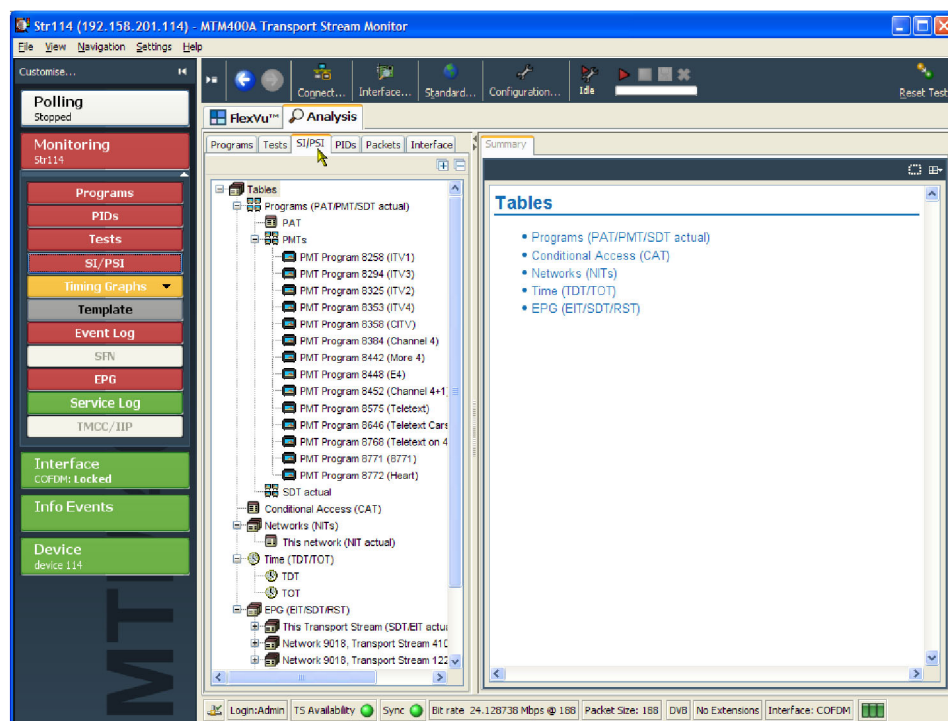 Str114 (192.158.201.114) - MTM400A Transport Stream Monitor
File View Navigation Settings Help
Customise...
Connect... Interface... Standard... Configuration... Idle Reset Test
Polling
Stopped
FlexVu™ Analysis
Monitoring
Str114
Programs Tests SI/PSI PIDs Packets Interface
Summary
Programs
PIDs
Tests
SI/PSI
Timing Graphs
Template
Event Log
SFN
EPG
Service Log
TMCC/IIP
Interface
COFDM: Locked
Info Events
Device
device 114
Tables
Programs (PAT/PMT/SDT actual)
PAT
PMTs
PMT Program 8258 (ITV1)
PMT Program 8294 (ITV3)
PMT Program 8325 (ITV2)
PMT Program 8353 (ITV4)
PMT Program 8358 (CITV)
PMT Program 8384 (Channel 4)
PMT Program 8442 (More 4)
PMT Program 8448 (E4)
PMT Program 8452 (Channel 4+1
PMT Program 8575 (Teletext)
PMT Program 8646 (Teletext Cars
PMT Program 8768 (Teletext on 4
PMT Program 8771 (8771)
PMT Program 8772 (Heart)
SDT actual
Conditional Access (CAT)
Networks (NITs)
This network (NIT actual)
Time (TDT/TOT)
TDT
TOT
EPG (EIT/SDT/RST)
This Transport Stream (SDT/EIT actu
Network 9018, Transport Stream 410
Network 9018, Transport Stream 122
Tables
Programs (PAT/PMT/SDT actual)
Conditional Access (CAT)
Networks (NITs)
Time (TDT/TOT)
EPG (EIT/SDT/RST)
Login:Admin TS Availability Sync Bit rate 24.128738 Mbps @ 188 Packet Size: 188 DVB No Extensions Interface: COFDM